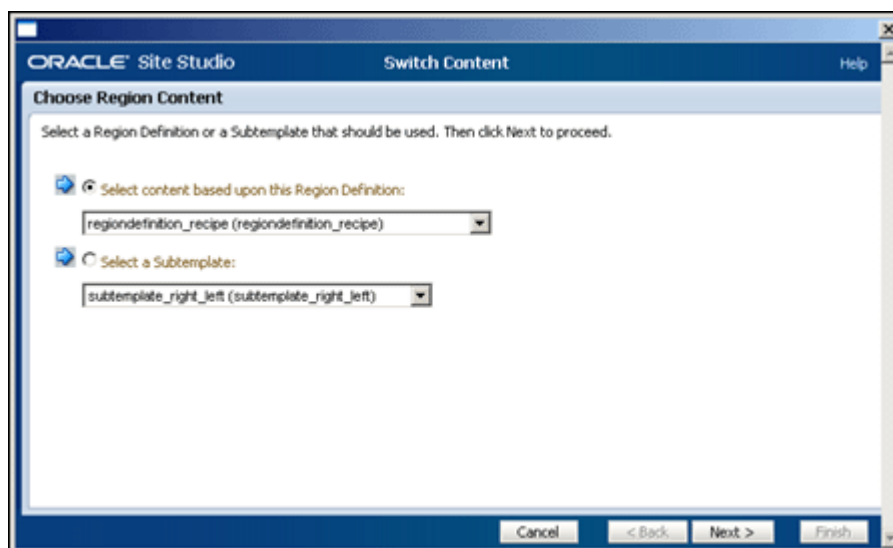 ORACLE® Site Studio Switch Content Help
Choose Region Content
Select a Region Definition or a Subtemplate that should be used. Then click Next to proceed.
Select content based upon this Region Definition:
regiondefinition_recipe (regiondefinition_recipe)
Select a Subtemplate:
subtemplate_right_left (subtemplate_right_left)
Cancel < Back Next > Finish